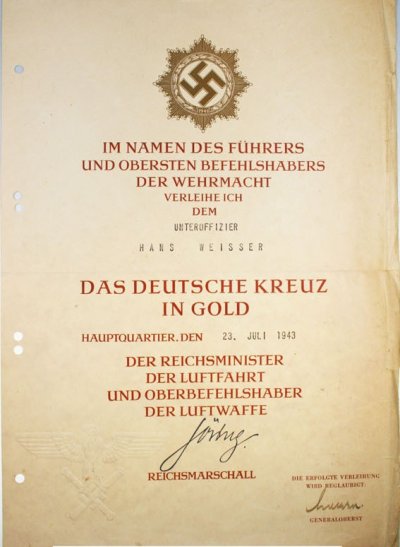 IM NAMEN DES FÜHRERS
UND OBERSTEN BEFEHLSHABERS
DER WEHRMACHT
VERLEIHE ICH
DEM
UNTEROFFIZIER
HANS WEISSER
DAS DEUTSCHE KREUZ
IN GOLD
HAUPTQUARTIER, DEN 23. JULI 1943
DER REICHSMINISTER
DER LUFTFAHRT
UND OBERBEFEHLSHABER
DER LUFTWAFFE
Göring.
REICHSMARSCHALL
DIE ERFOLGTE VERLEIHUNG
WIRD BEGLAUBIGT:
GENERALOBERST